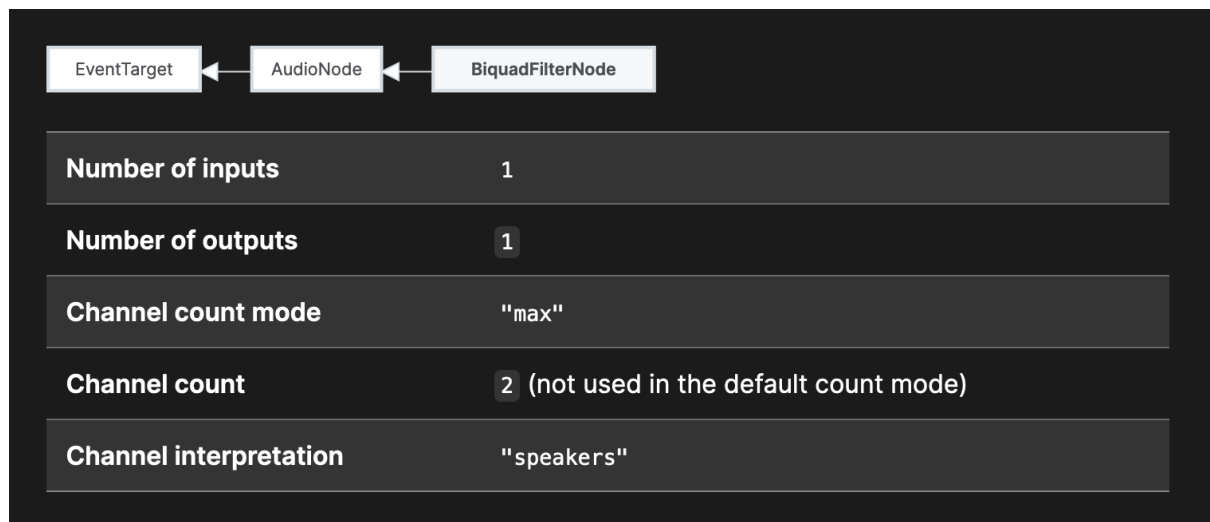 EventTarget AudioNode BiquadFilterNode
Number of inputs 1
Number of outputs 1
Channel count mode "max"
Channel count 2 (not used in the default count mode)
Channel interpretation "speakers"